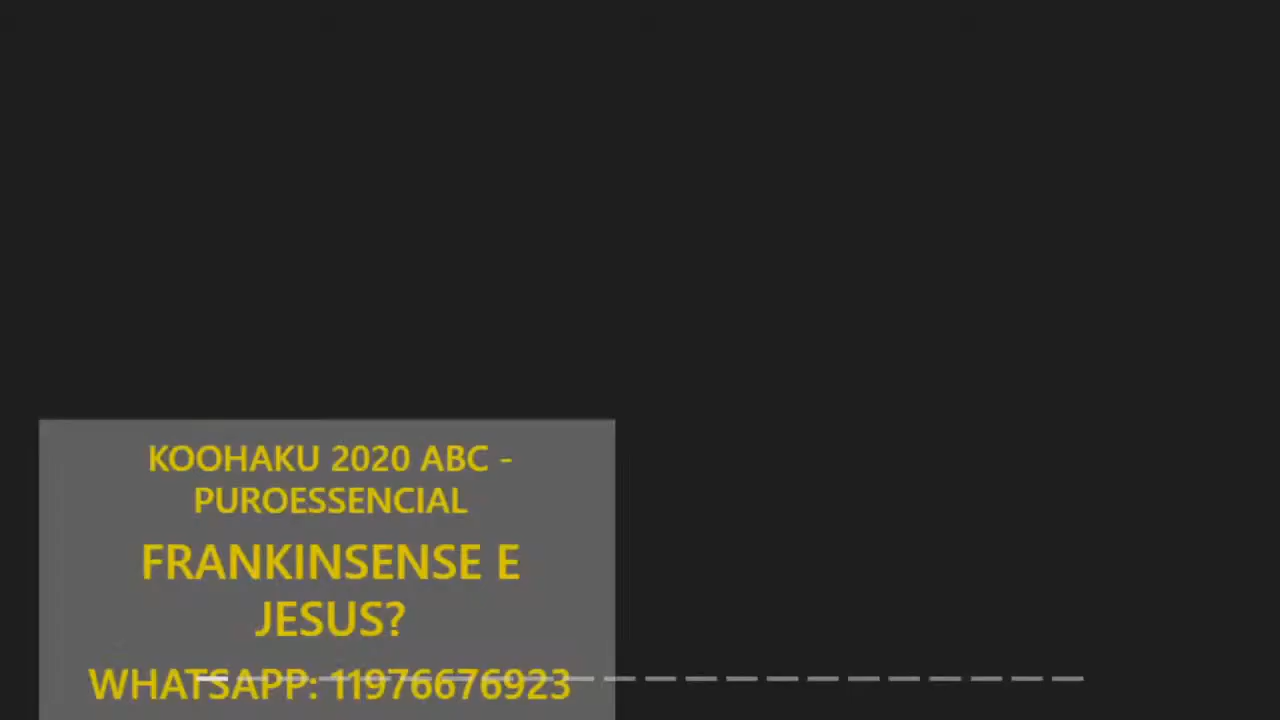 KOOHAKU 2020 ABC -
PUROESSENCIAL
FRANKINSENSE E
JESUS?
WHATSAPP: 11976676923